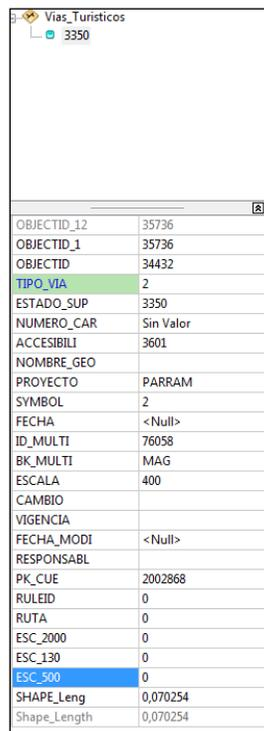 Vias_Turisticos
3350
OBJECTID_12 35736
OBJECTID_1 35736
OBJECTID 34432
TIPO_VIA 2
ESTADO_SUP 3350
NUMERO_CAR Sin Valor
ACCESIBILI 3601
NOMBRE_GEO
PROYECTO PARRAM
SYMBOL 2
FECHA <Null>
ID_MULTI 76058
BK_MULTI MAG
ESCALA 400
CAMBIO
VIGENCIA
FECHA_MODI <Null>
RESPONSABL
PK_CUE 2002868
RULEID 0
RUTA 0
ESC_2000 0
ESC_130 0
ESC_500 0
SHAPE_Leng 0,070254
Shape_Length 0,070254